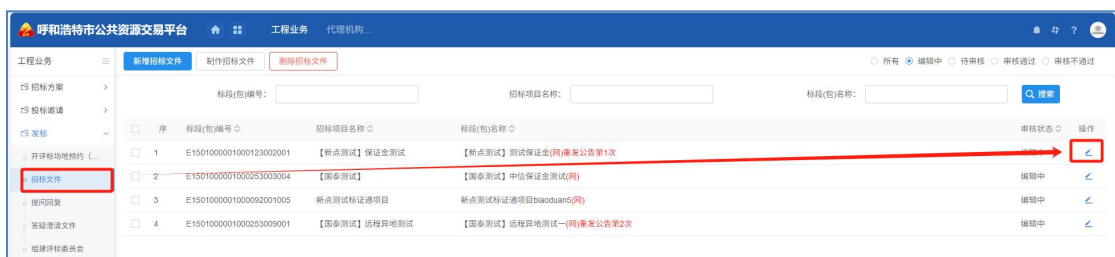 呼和浩特市公共资源交易平台 工程业务 代理机构... ?
工程业务 新增招标文件 制作招标文件 删除招标文件 所有 编辑中 待审核 审核通过 审核不通过
招标方案
标段(包)编号： 招标项目名称： 标段(包)名称： 搜索
投标邀请
发标
序 标段(包)编号 招标项目名称 标段(包)名称 审核状态 操作
开评标场地预约（...
1 E1501000001000123002001 【新点测试】保证金测试 【新点测试】测试保证金(网)重发公告第1次
招标文件
2 E1501000001000253003004 【国泰测试】 【国泰测试】中信保证金测试(网) 编辑中
提问回复
3 E1501000001000092001005 新点测试标证通项目 新点测试标证通项目biaoduan5(网) 编辑中
答疑澄清文件
4 E1501000001000253009001 【国泰测试】远程异地测试 【国泰测试】远程异地测试一(网)重发公告第2次 编辑中
组建评标委员会